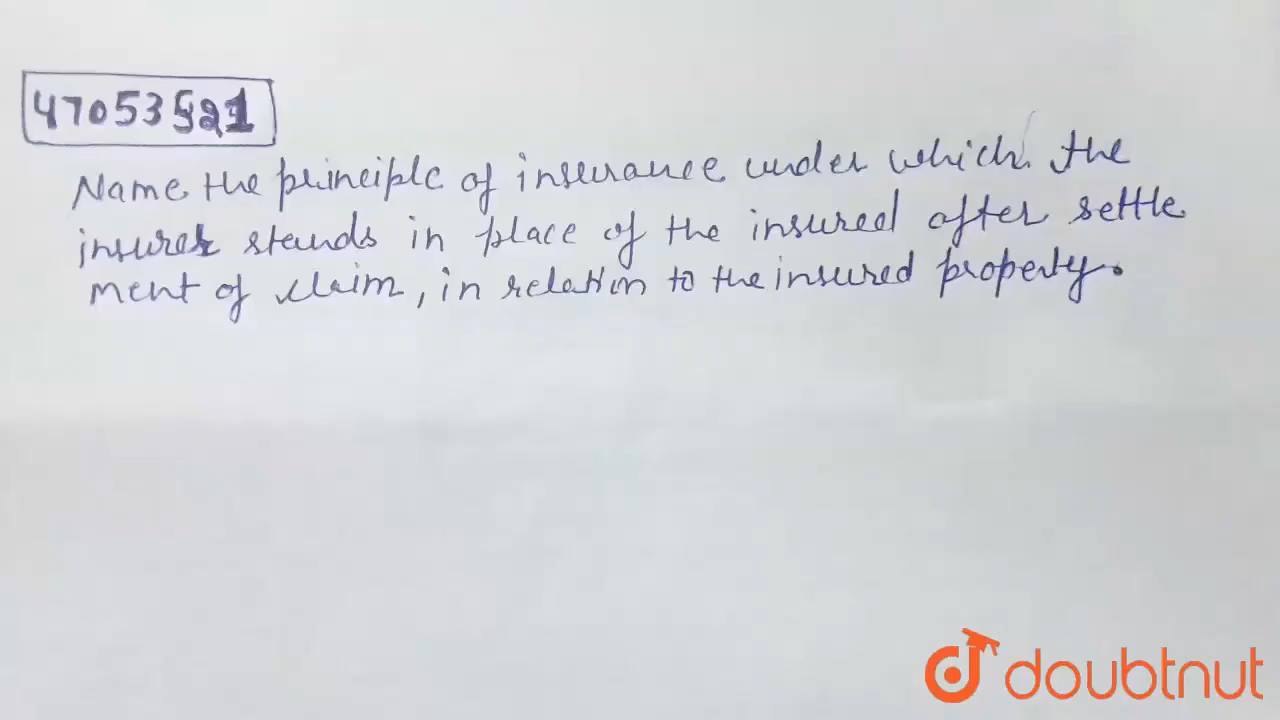 47053521
Name the principle of insurance under which the
insurer stands in place of the insured after settle
ment of claim, in relation to the insured property.
doubtnut